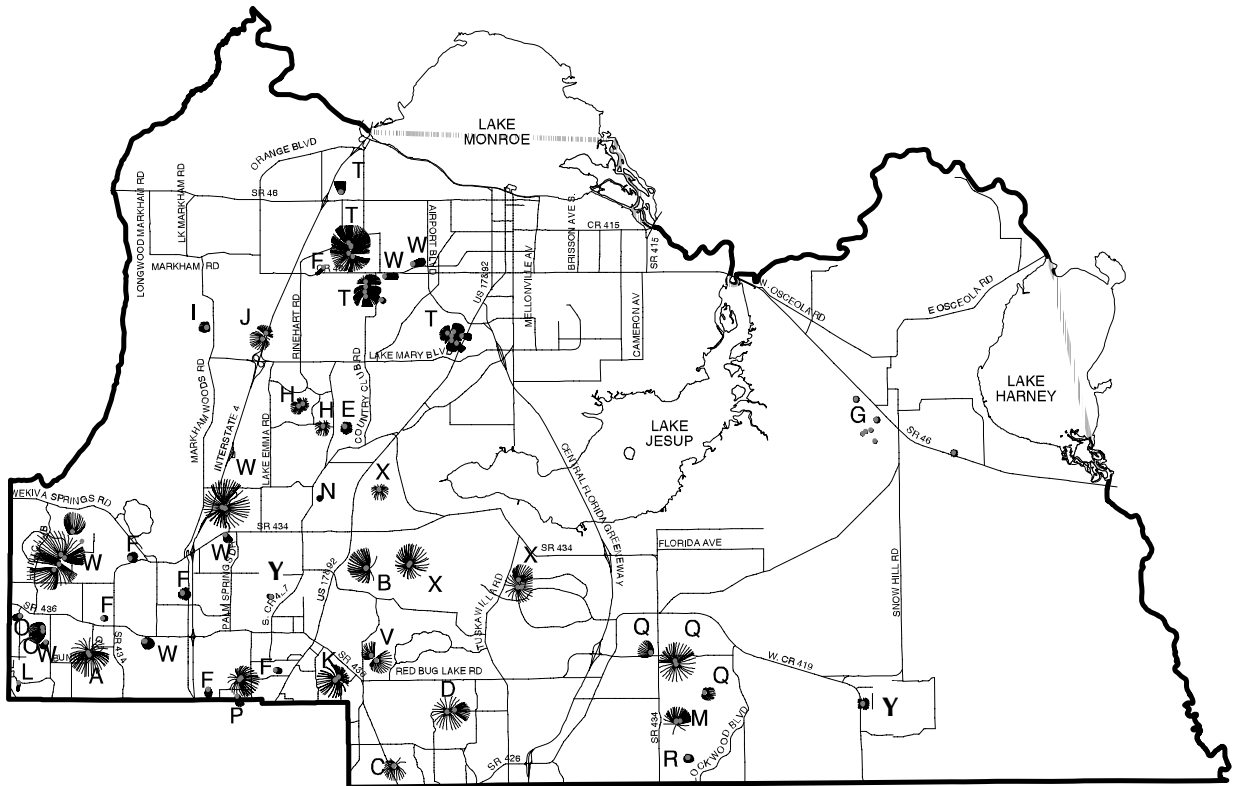 LAKE
MONROE
ORANGE BLVD
T
SR 46
LONGWOOD MARKHAM RD
LK MARKHAM RD
AIRPORT BLVD
BRISSON AVE S.
T
CR 415
SR 415
W
W
F
MARKHAM RD
US 17&92
MELLONVILLE AV
T
N. OSCEOLA RD
E OSCEOLA RD
I
J
RINEHART RD
T
CAMERON AV
LAKE MARY BLVD
COUNTRY CLUB RD
MARKHAM WOODS RD
LAKE
HARNEY
H
H
E
G
LAKE
JESUP
INTERSTATE 4
LAKE EMMA RD
SR 46
CENTRAL FLORIDA GREENEWAY
W
X
N
WEKIVA SPRINGS RD
SR 434
W
F
W
SR 434
X
FLORIDA AVE
SNOW HILL RD
F
Y
B
X
PALM SPRINGS DR
US 17&92
TUSKAWILLA RD
SR 436
F
O
O
W
L
A
SR 434
W
F
F
K
SR 436
V
RED BUG LAKE RD
Q
Q
W. CR 419
Q
P
D
M
Y
SR 434
R
C
SR 426